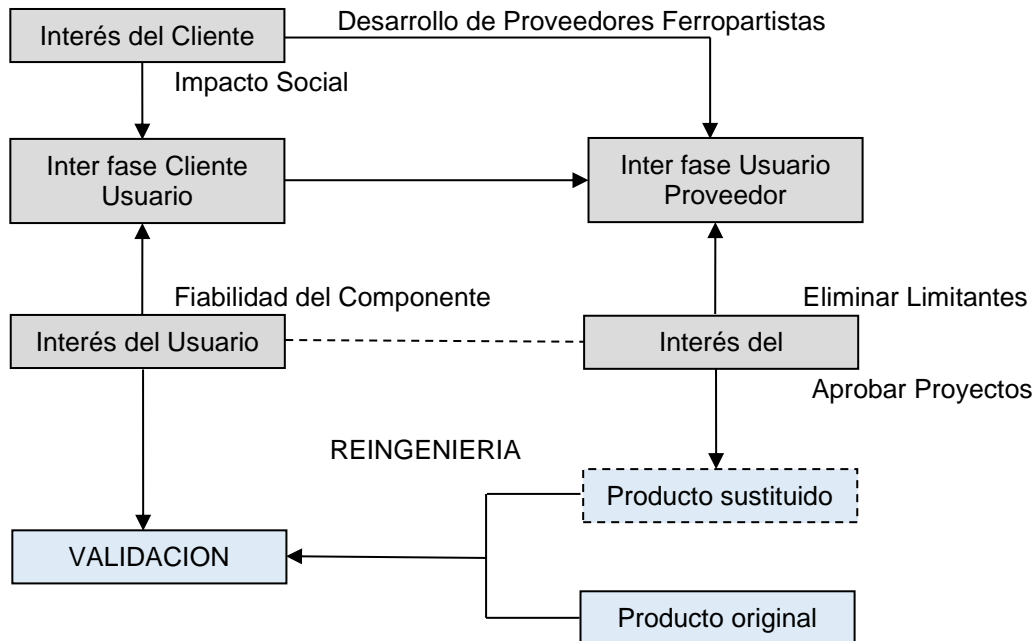 Interés del Cliente
Desarrollo de Proveedores Ferropartistas
Impacto Social
Inter fase Cliente
Usuario
Inter fase Usuario
Proveedor
Fiabilidad del Componente
Eliminar Limitantes
Interés del Usuario
Interés del
Aprobar Proyectos
REINGENIERIA
Producto sustituido
VALIDACION
Producto original